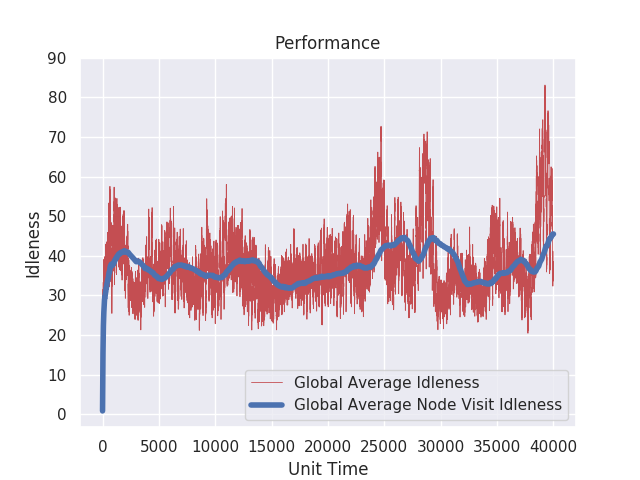 Performance
90
80
70
60
50
40
30
20
10
0
Idleness
0 5000 10000 15000 20000 25000 30000 35000 40000
Unit Time
Global Average Idleness
Global Average Node Visit Idleness